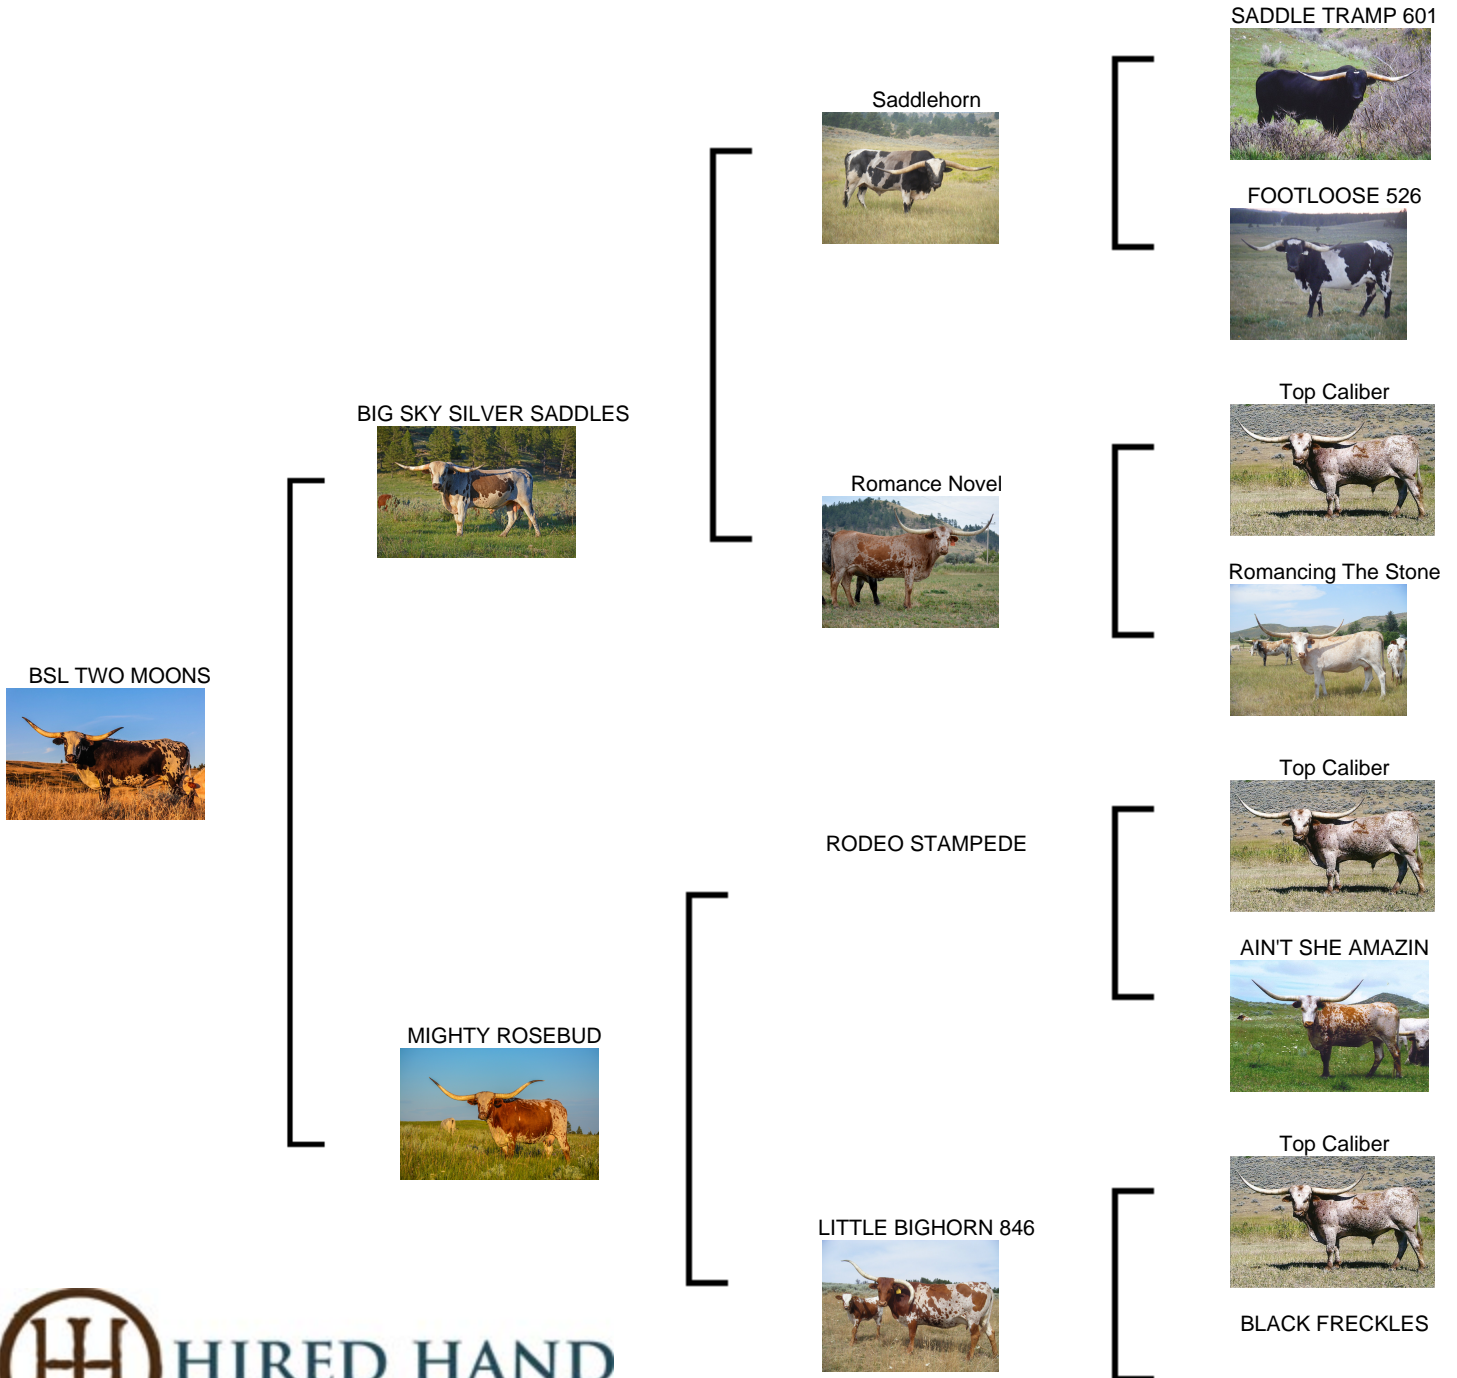 SADDLE TRAMP 601
Saddlehorn
FOOTLOOSE 526
Top Caliber
BIG SKY SILVER SADDLES
Romance Novel
Romancing The Stone
BSL TWO MOONS
Top Caliber
RODEO STAMPEDE
AIN'T SHE AMAZIN
MIGHTY ROSEBUD
Top Caliber
LITTLE BIGHORN 846
BLACK FRECKLES
HIRED HAND